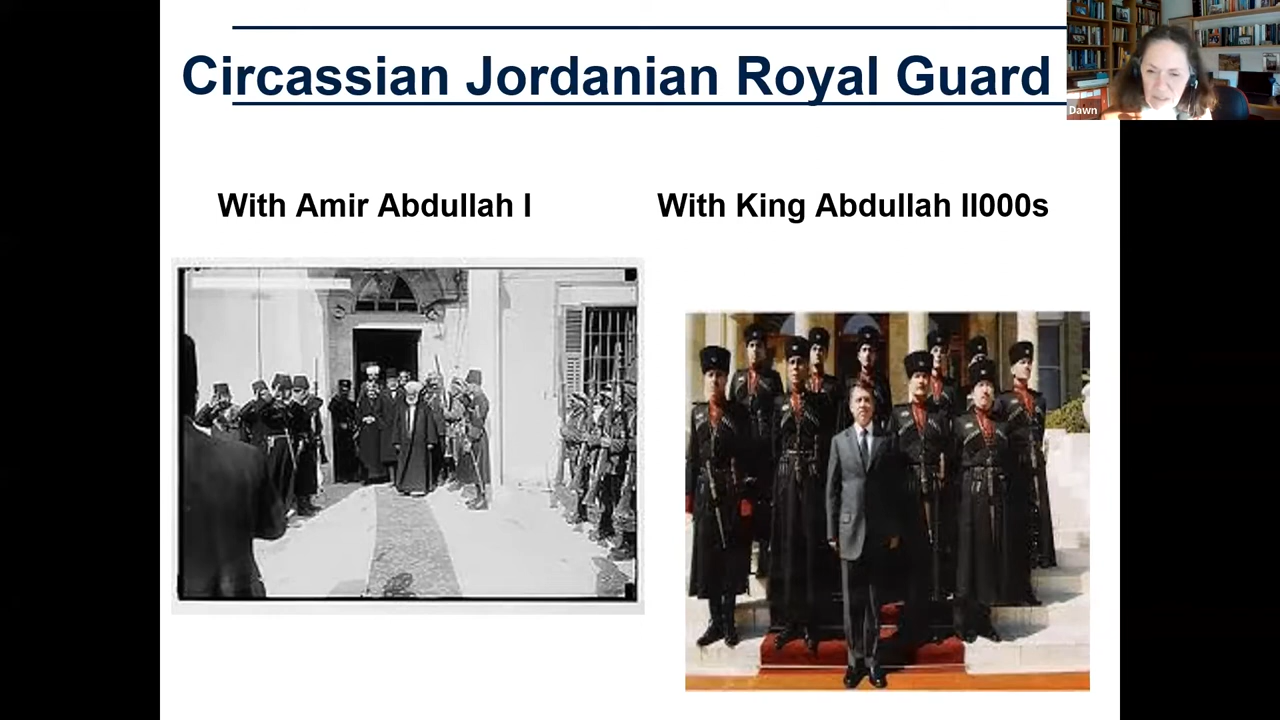 Circassian Jordanian Royal Guard
Dawn
With Amir Abdullah I
With King Abdullah II000s